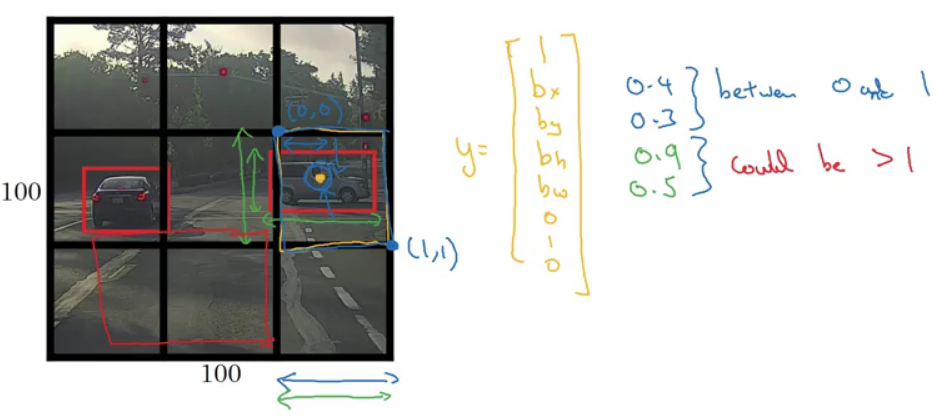 (0,0)
100
(1,1)
100
y=
1
bx
by
bh
bw
0
1
0
0.4
0.3
between 0 and 1
0.9
0.5
could be > 1